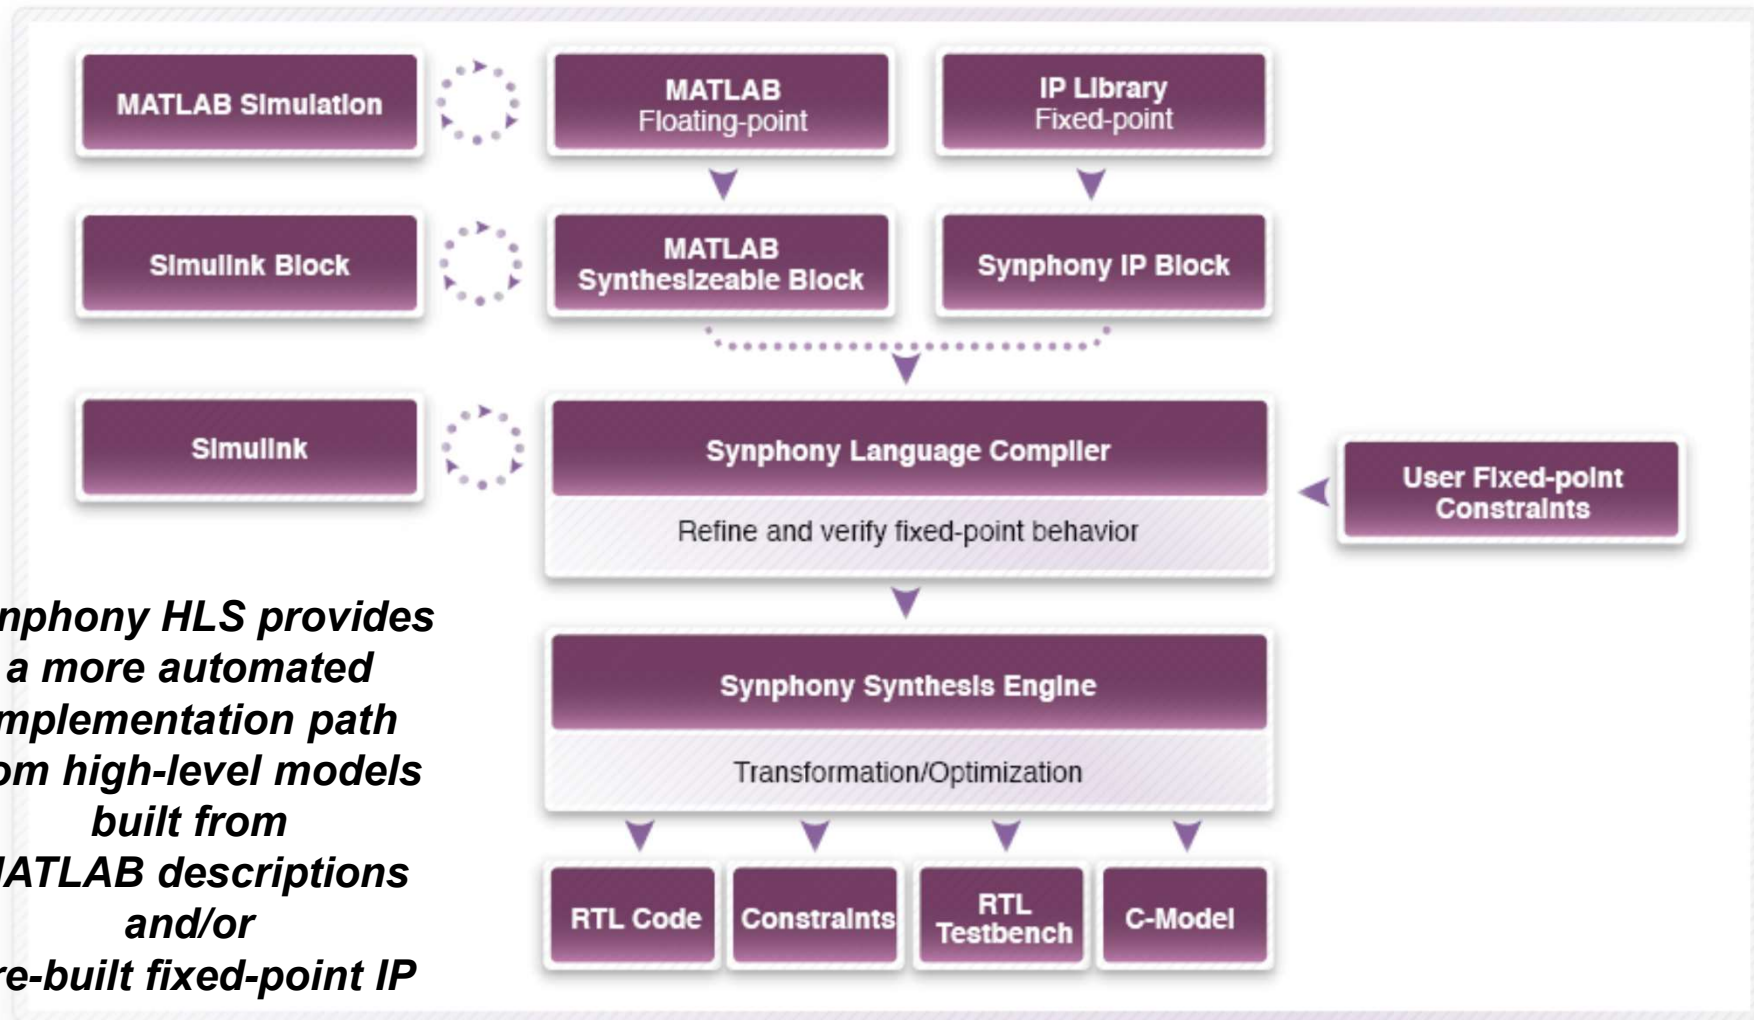 MATLAB Simulation
MATLAB
Floating-point
IP Library
Fixed-point
Simulink Block
MATLAB
Synthesizeable Block
Synphony IP Block
Simulink
Synphony Language Compiler
Refine and verify fixed-point behavior
User Fixed-point
Constraints
Synphony Synthesis Engine
Transformation/Optimization
RTL Code
Constraints
RTL
Testbench
C-Model
nphony HLS provides
a more automated
mplementation path
om high-level models
built from
ATLAB descriptions
and/or
re-built fixed-point IP